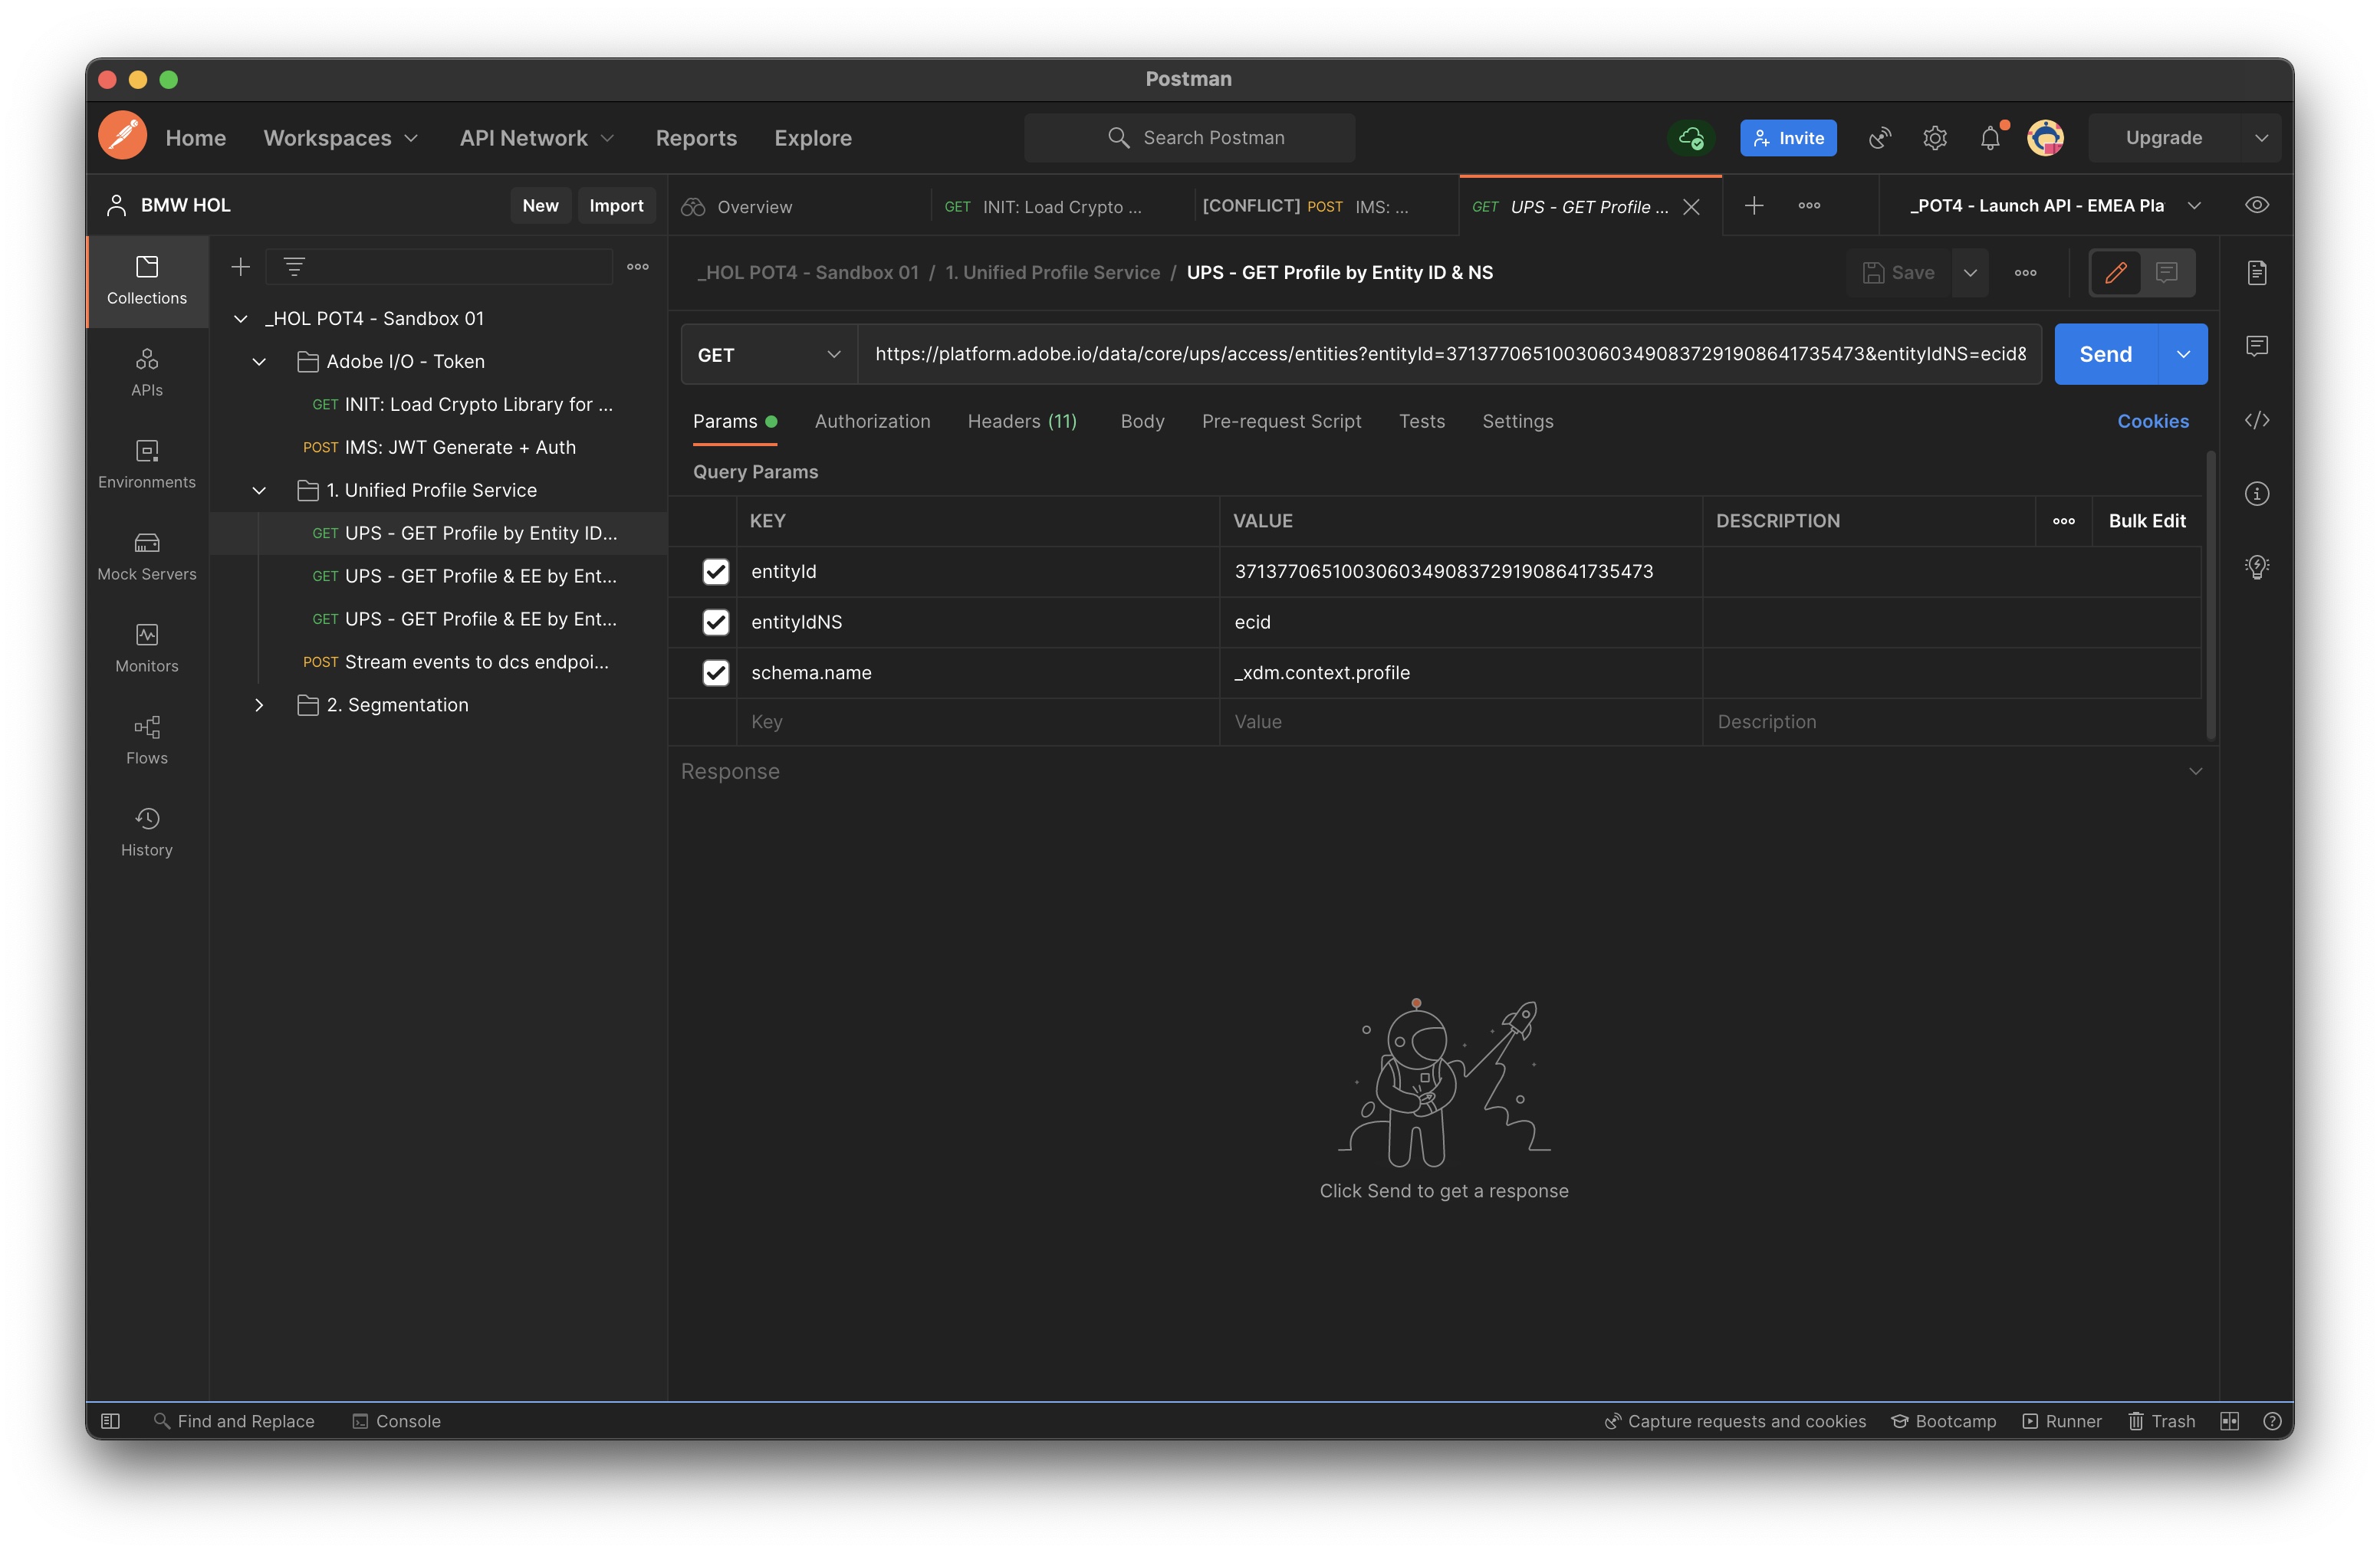 Postman
Home Workspaces API Network Reports Explore Search Postman Invite Upgrade
BMW HOL New Import
Overview GET INIT: Load Crypto ... [CONFLICT] POST IMS: ... GET UPS - GET Profile ... _POT4 - Launch API - EMEA Pla
Collections
APIs
Environments
Mock Servers
Monitors
Flows
History
_HOL POT4 - Sandbox 01
Adobe I/O - Token
GET INIT: Load Crypto Library for ...
POST IMS: JWT Generate + Auth
1. Unified Profile Service
GET UPS - GET Profile by Entity ID...
GET UPS - GET Profile & EE by Ent...
GET UPS - GET Profile & EE by Ent...
POST Stream events to dcs endpoi...
2. Segmentation
_HOL POT4 - Sandbox 01 / 1. Unified Profile Service / UPS - GET Profile by Entity ID & NS Save
GET https://platform.adobe.io/data/core/ups/access/entities?entityId=37137706510030603490837291908641735473&entityIdNS=ecid& Send
Params Authorization Headers (11) Body Pre-request Script Tests Settings Cookies
Query Params
KEY VALUE DESCRIPTION Bulk Edit
entityId 37137706510030603490837291908641735473
entityIdNS ecid
schema.name _xdm.context.profile
Key Value Description
Response
Click Send to get a response
Find and Replace Console Capture requests and cookies Bootcamp Runner Trash